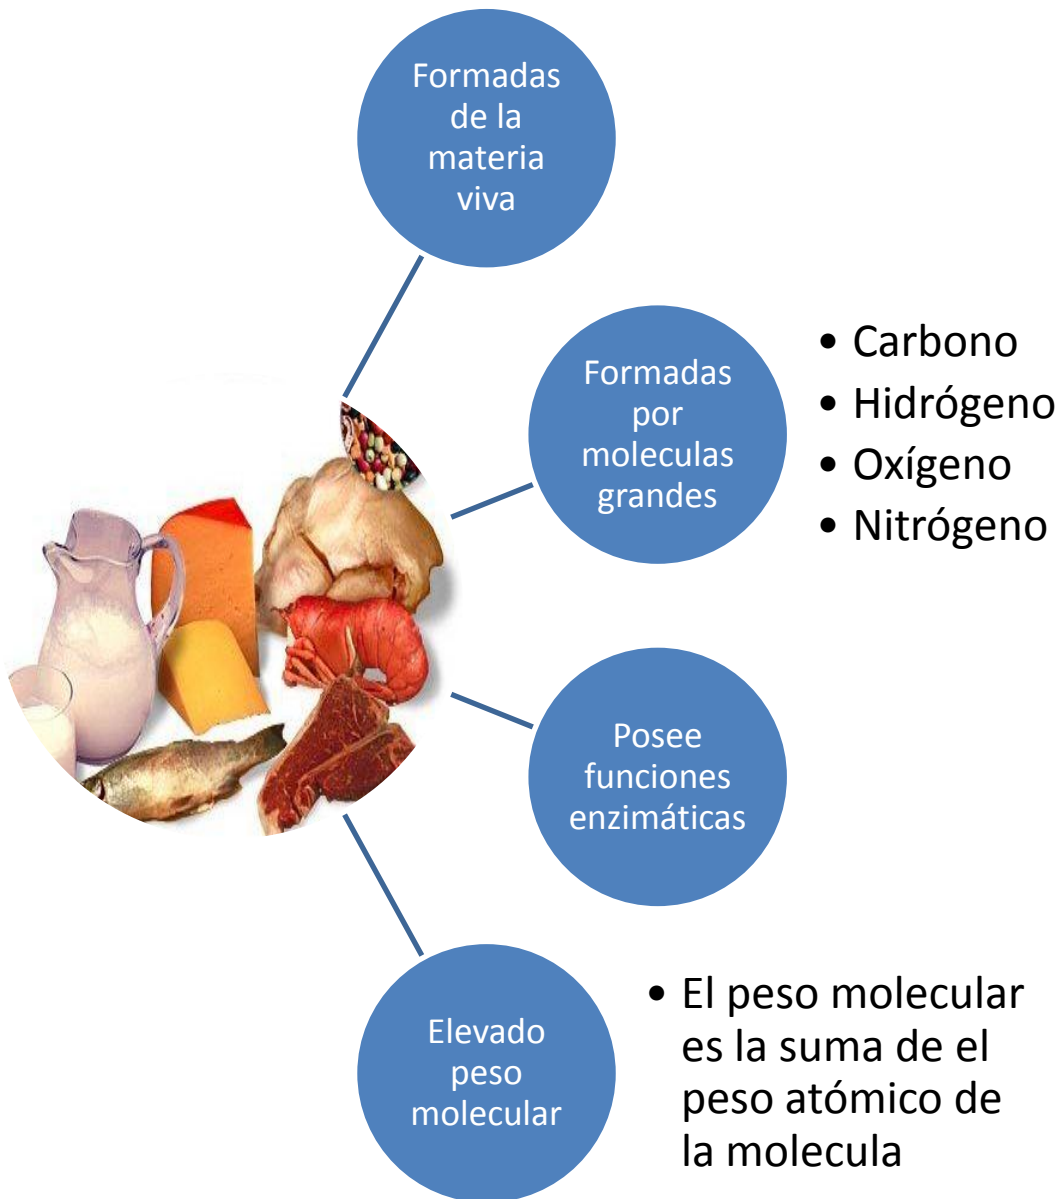 Formadas
de la
materia
viva
Formadas
por
moleculas
grandes
• Carbono
• Hidrógeno
• Oxígeno
• Nitrógeno
Posee
funciones
enzimáticas
Elevado
peso
molecular
• El peso molecular
es la suma de el
peso atómico de
la molecula